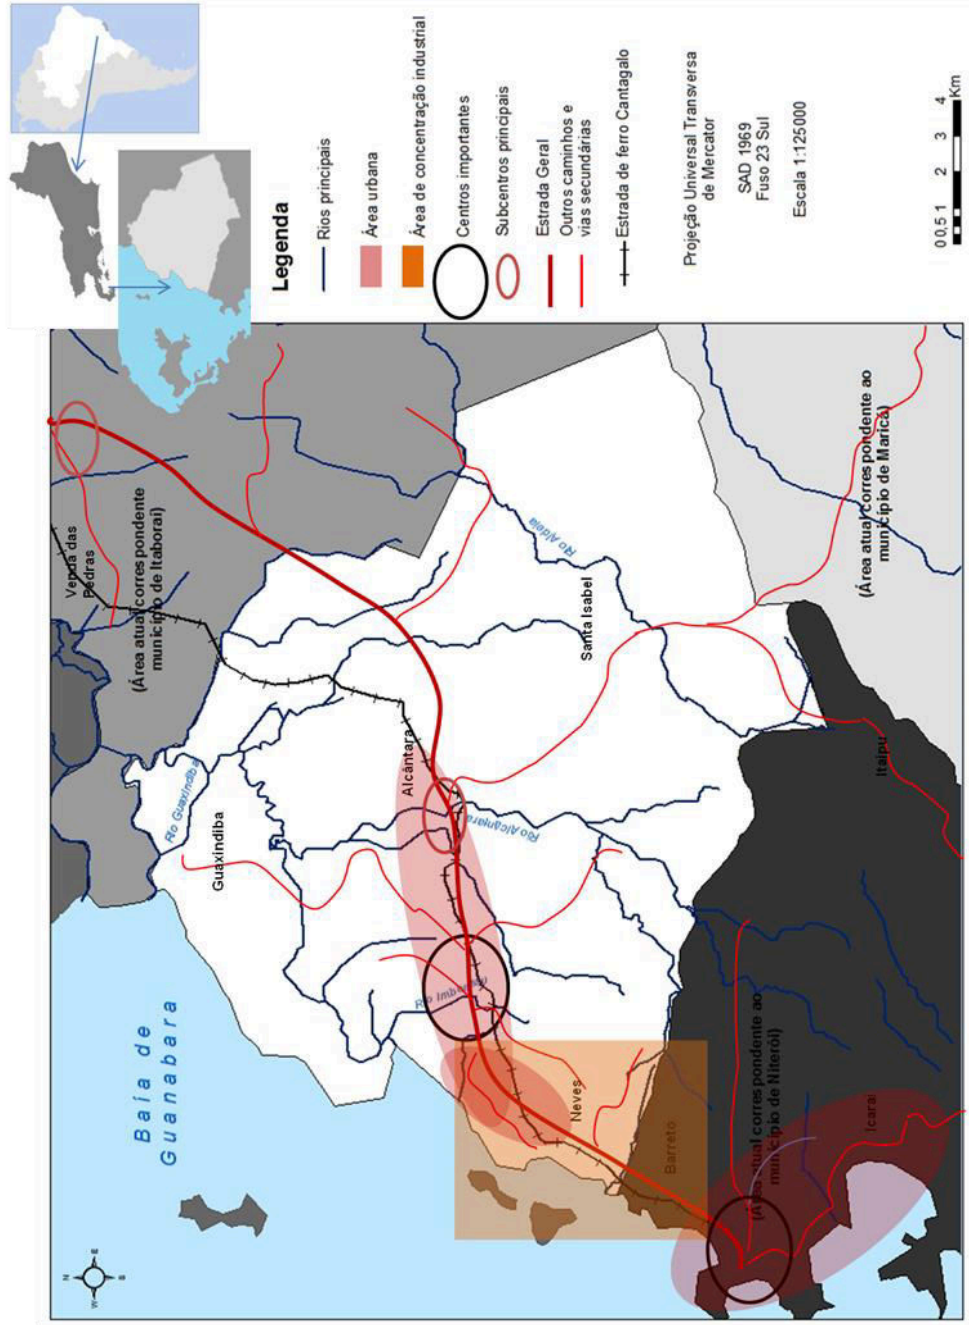 Legenda
Rios principais
Área urbana
Área de concentração industrial
Centros importantes
Subcentros principais
Estrada Geral
Outros caminhos e
vias secundárias
Estrada de ferro Cantagalo
Projeção Universal Transversa
de Mercator
SAD 1969
Fuso 23 Sul
Escala 1:125000
0 0,5 1 2 3 4
Km
Baía de
Guanabara
N
E
S
W
Venda das
Pedras
(Área atual correspondente ao
município de Itaboraí)
Rio Guaxindiba
Guaxindiba
Alcântara
Rio Alcântara
Rio Aldeia
Santa Isabel
Rio Imboaçu
Neves
Barreto
(Área atual correspondente ao
município de Niterói)
Icaraí
Itaipu
(Área atual correspondente ao
município de Maricá)